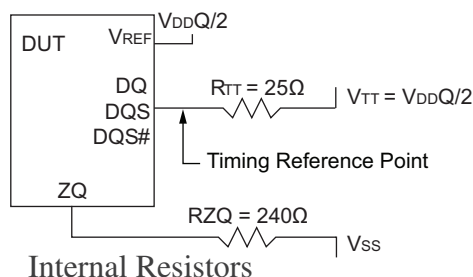 VDDQ/2
DUT
VREF
DQ
DQS
DQS#
RTT = 25Ω
VTT = VDDQ/2
Timing Reference Point
ZQ
RZQ = 240Ω
VSS
Internal Resistors